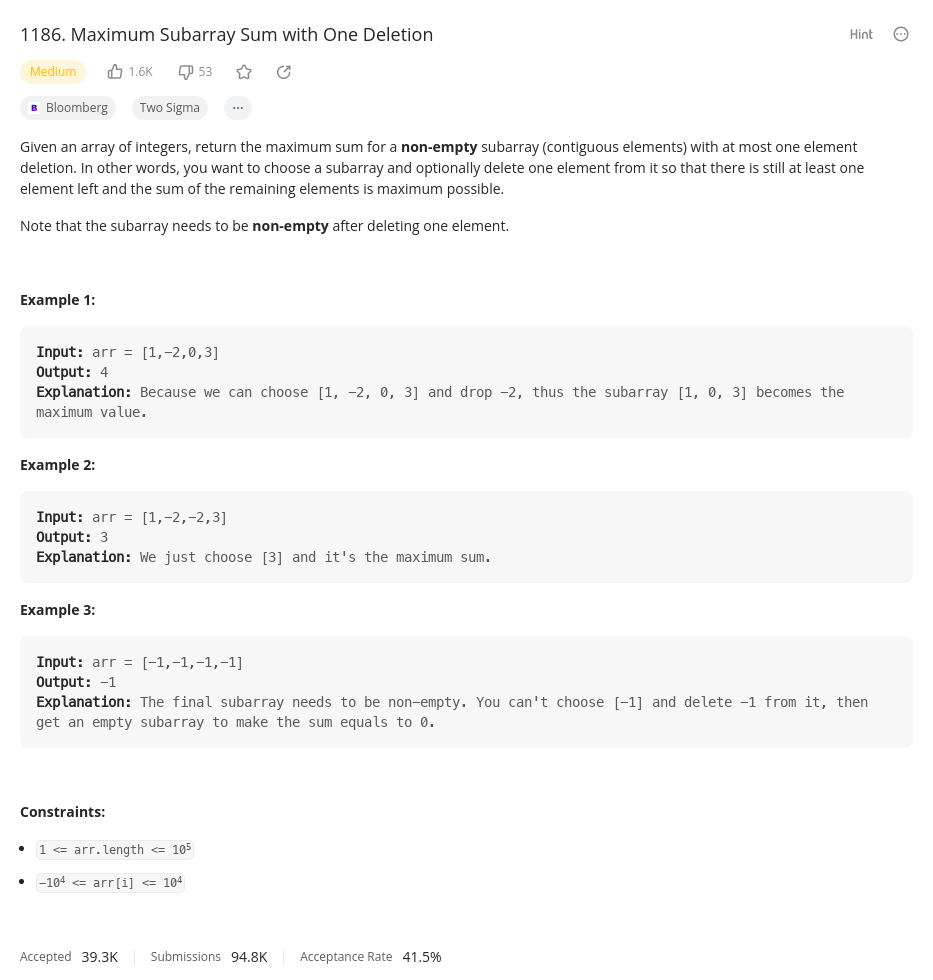 1186. Maximum Subarray Sum with One Deletion
Hint
Medium
1.6K
53
B Bloomberg
Two Sigma
...
Given an array of integers, return the maximum sum for a non-empty subarray (contiguous elements) with at most one element
deletion. In other words, you want to choose a subarray and optionally delete one element from it so that there is still at least one
element left and the sum of the remaining elements is maximum possible.
Note that the subarray needs to be non-empty after deleting one element.
Example 1:
Input: arr = [1,−2,0,3]
Output: 4
Explanation: Because we can choose [1, −2, 0, 3] and drop −2, thus the subarray [1, 0, 3] becomes the
maximum value.
Example 2:
Input: arr = [1,−2,−2,3]
Output: 3
Explanation: We just choose [3] and it's the maximum sum.
Example 3:
Input: arr = [−1,−1,−1,−1]
Output: −1
Explanation: The final subarray needs to be non−empty. You can't choose [−1] and delete −1 from it, then
get an empty subarray to make the sum equals to 0.
Constraints:
• 1 <= arr.length <= 10⁵
• −10⁴ <= arr[i] <= 10⁴
Accepted 39.3K Submissions 94.8K Acceptance Rate 41.5%